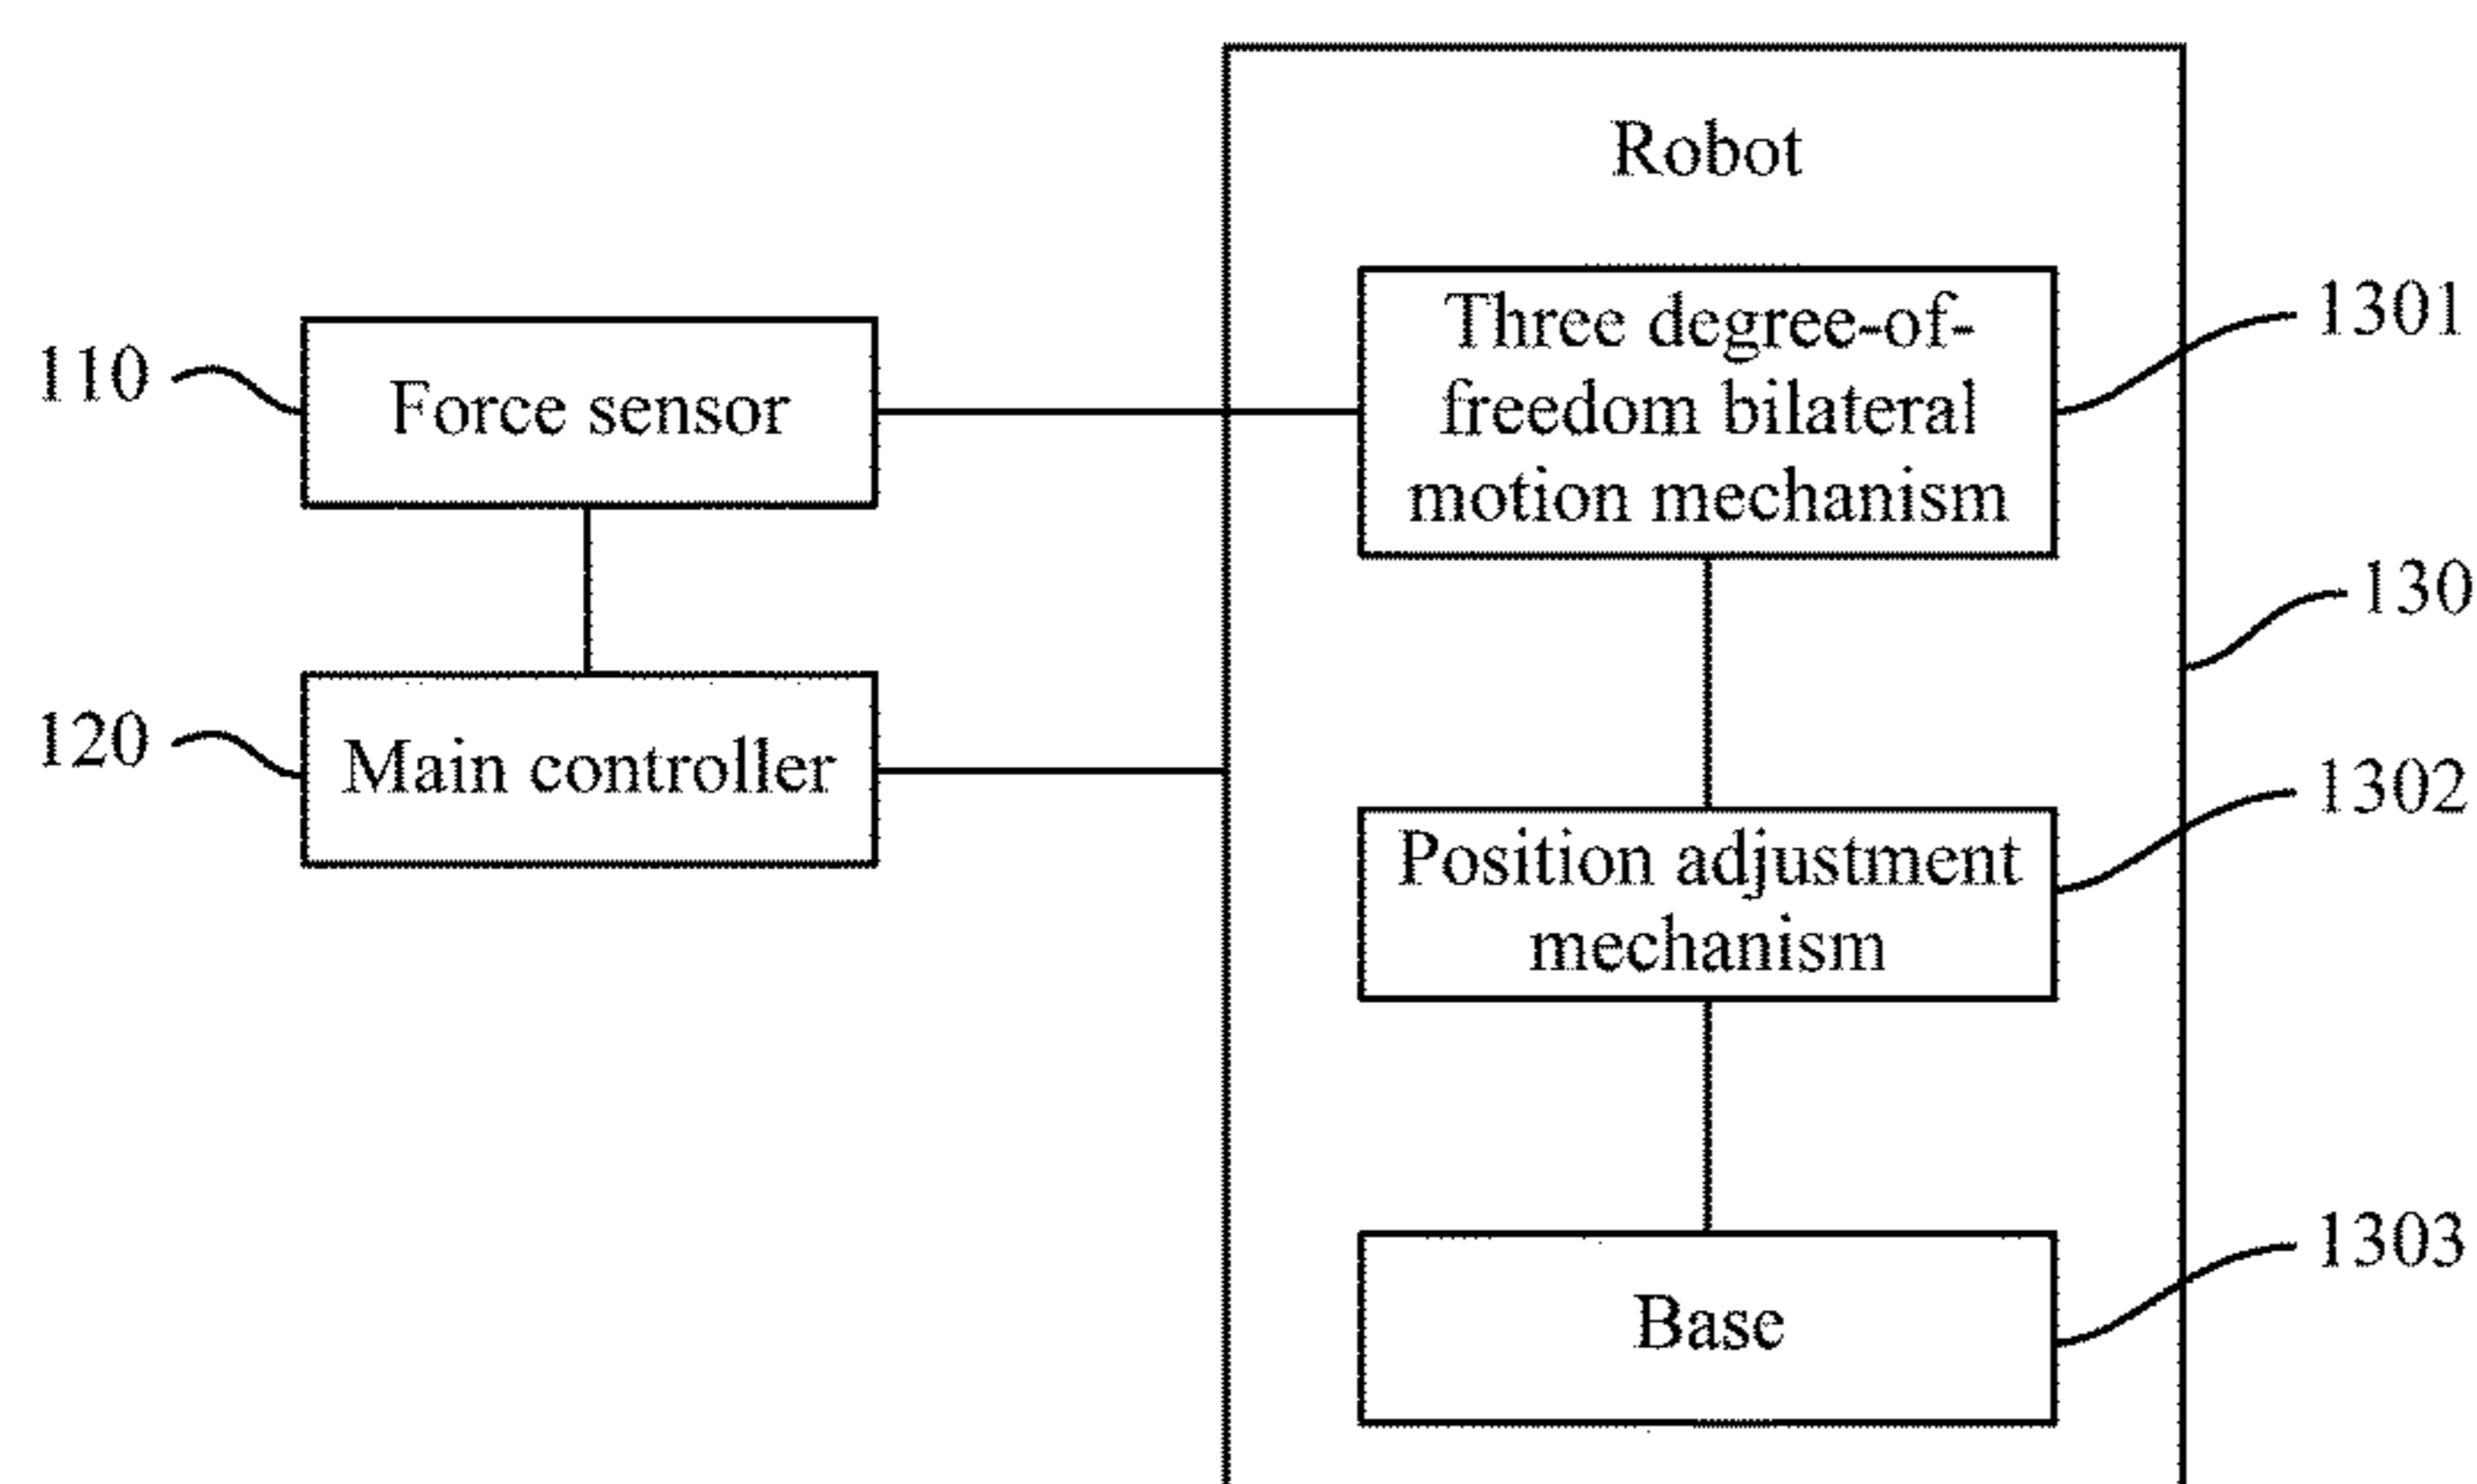 Robot
Three degree-of-
freedom bilateral
motion mechanism
1301
110
Force sensor
130
120
Main controller
1302
Position adjustment
mechanism
1303
Base